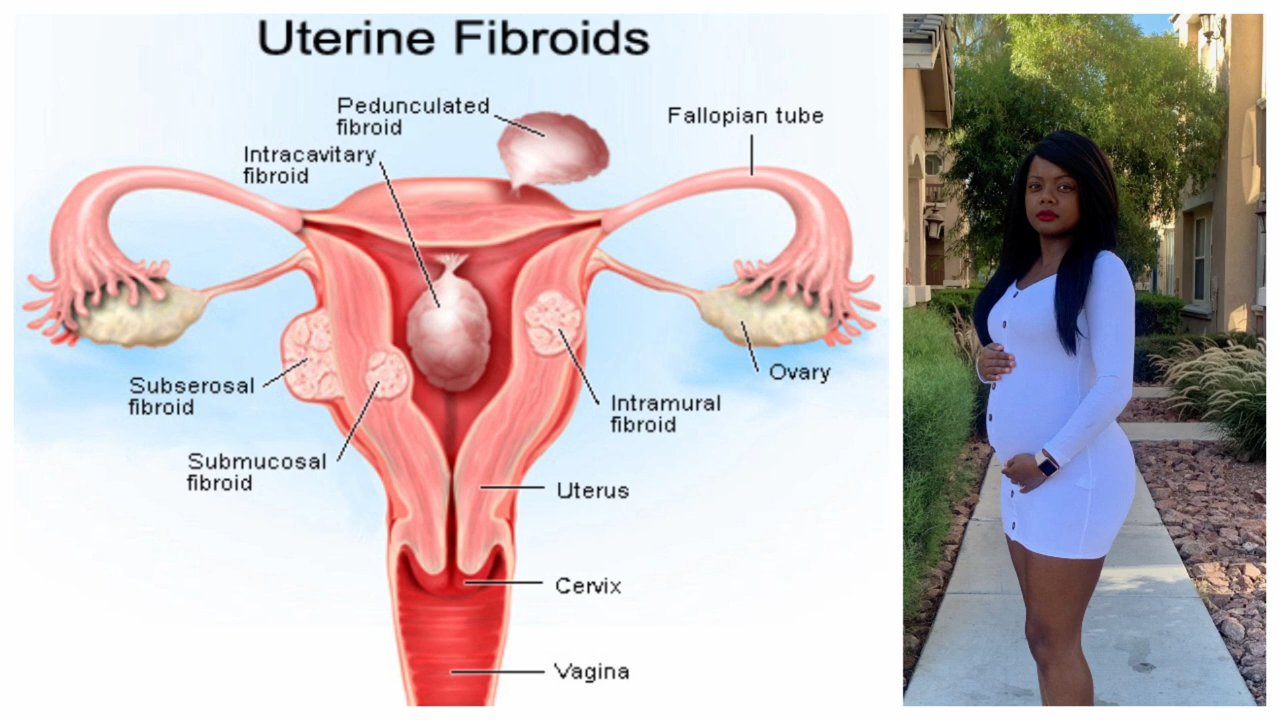 Uterine Fibroids
Pedunculated
fibroid
Fallopian tube
Intracavitary
fibroid
Subserosal
fibroid
Ovary
Intramural
fibroid
Submucosal
fibroid
Uterus
Cervix
Vagina